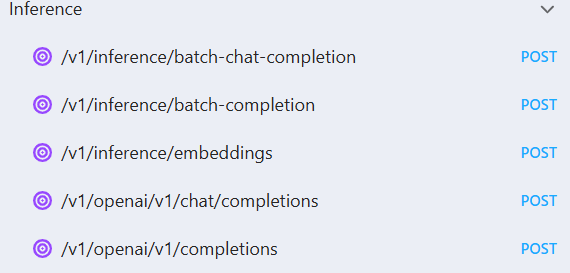 Inference
/v1/inference/batch-chat-completion POST
/v1/inference/batch-completion POST
/v1/inference/embeddings POST
/v1/openai/v1/chat/completions POST
/v1/openai/v1/completions POST